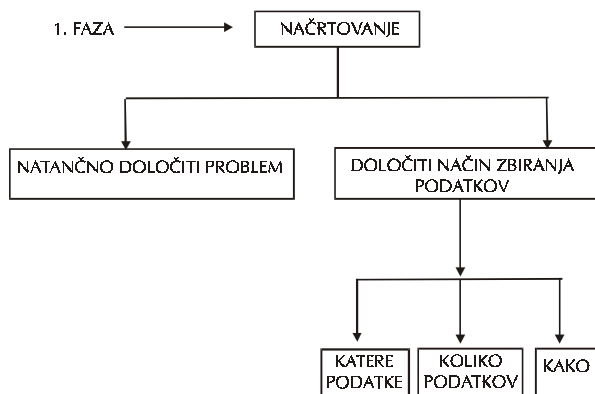 1. FAZA
NAČRTOVANJE
NATANČNO DOLOČITI PROBLEM
DOLOČITI NAČIN ZBIRANJA
PODATKOV
KATERE
PODATKE
KOLIKO
PODATKOV
KAKO